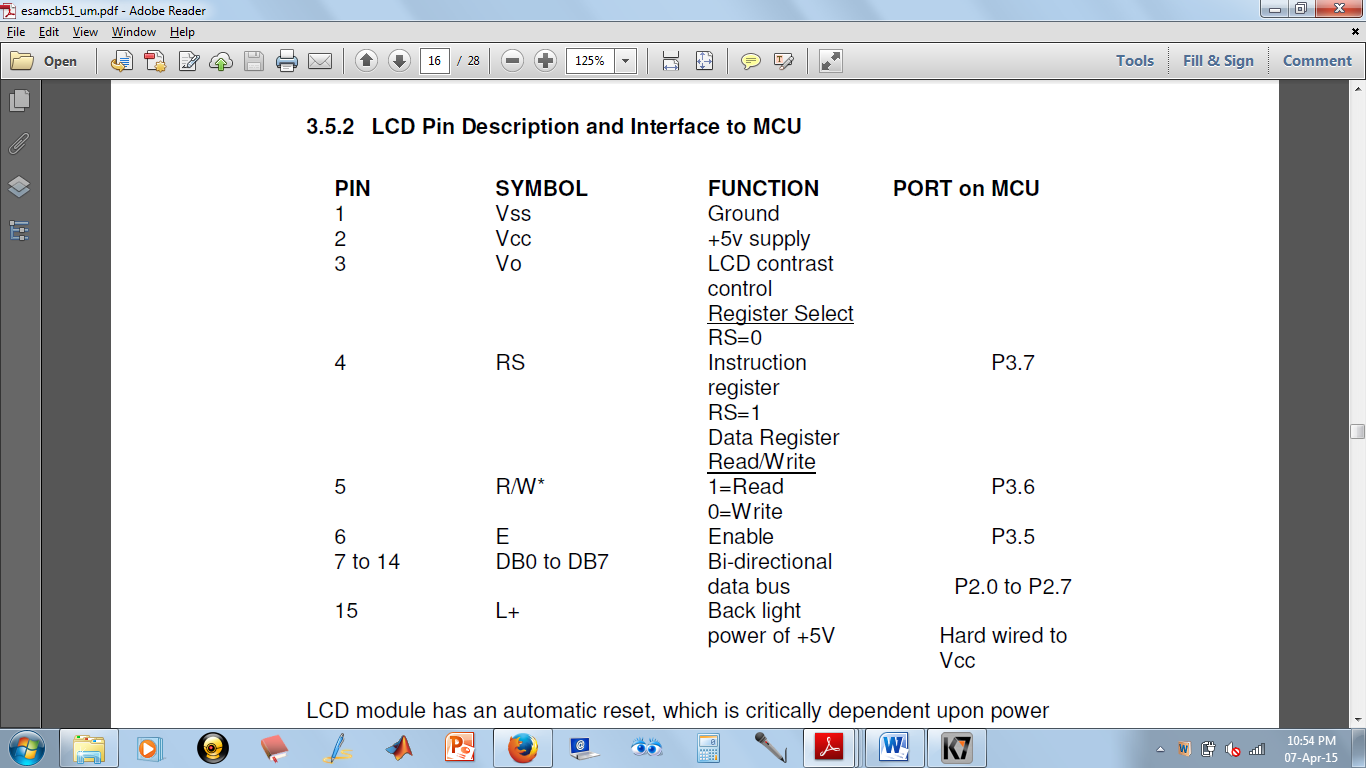 esamcb51_um.pdf - Adobe Reader
File Edit View Window Help
Open 16 / 28 125% Tools Fill & Sign Comment
3.5.2 LCD Pin Description and Interface to MCU
PIN SYMBOL FUNCTION PORT on MCU
1 Vss Ground
2 Vcc +5v supply
3 Vo LCD contrast
control
Register Select
RS=0
4 RS Instruction P3.7
register
RS=1
Data Register
Read/Write
5 R/W* 1=Read P3.6
0=Write
6 E Enable P3.5
7 to 14 DB0 to DB7 Bi-directional
data bus P2.0 to P2.7
15 L+ Back light
power of +5V Hard wired to
Vcc
LCD module has an automatic reset, which is critically dependent upon power
10:54 PM
07-Apr-15